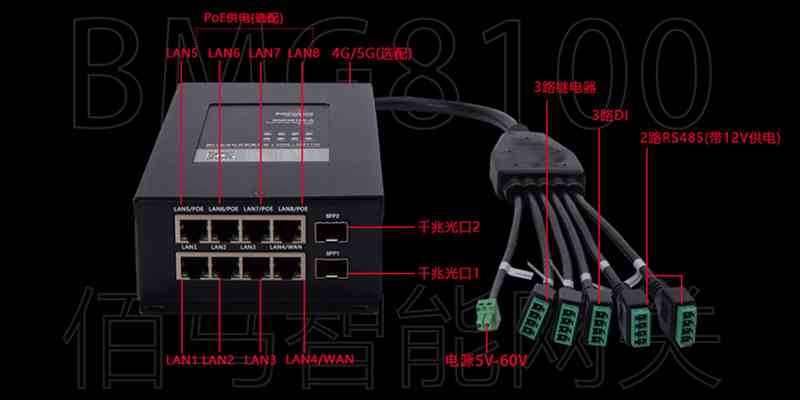 BMG8100
PoE供电(选配)
LAN5 LAN6 LAN7 LAN8 4G/5G(选配)
3路继电器
3路DI
2路RS485(带12V供电)
LAN5/POE LAN6/POE LAN7/POE LAN8/POE SFP2
千兆光口2
LAN1 LAN2 LAN3 LAN4/WAN SFP1
千兆光口1
LAN1 LAN2 LAN3 LAN4/WAN
电源5V-60V
佰马智能网关